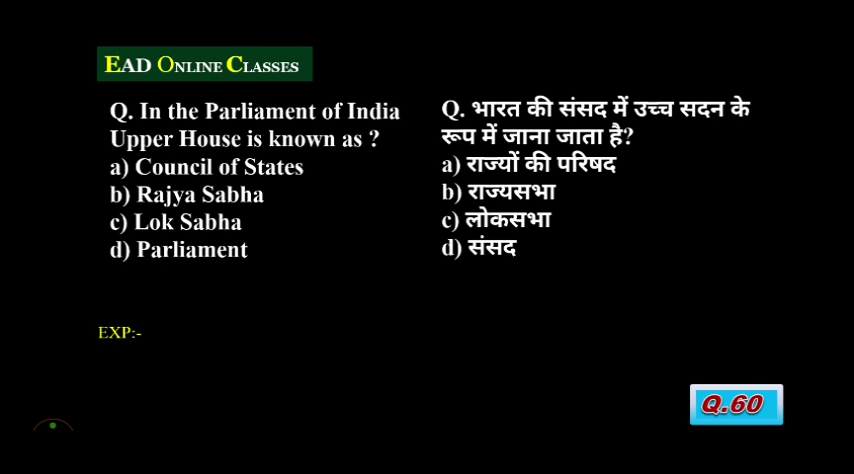 EAD ONLINE CLASSES
Q. In the Parliament of India
Upper House is known as ?
a) Council of States
b) Rajya Sabha
c) Lok Sabha
d) Parliament
Q. भारत की संसद में उच्च सदन के
रूप में जाना जाता है?
a) राज्यों की परिषद
b) राज्यसभा
c) लोकसभा
d) संसद
EXP:-
Q.60